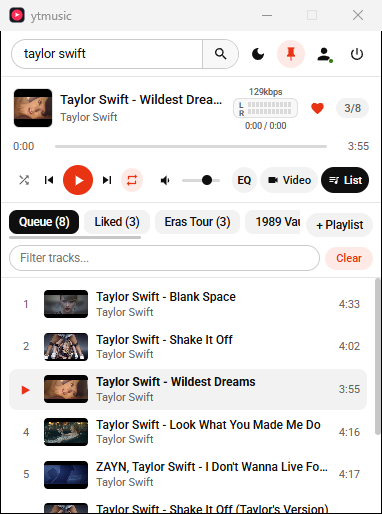 ytmusic
taylor swift
Taylor Swift - Wildest Drea...
Taylor Swift
129kbps
L
R
0:00 / 0:00
3/8
0:00
3:55
EQ
Video
List
Queue (8)
Liked (3)
Eras Tour (3)
1989 Va
+ Playlist
Filter tracks...
Clear
1
Taylor Swift - Blank Space
Taylor Swift
4:33
2
Taylor Swift - Shake It Off
Taylor Swift
4:02
Taylor Swift - Wildest Dreams
Taylor Swift
3:55
4
Taylor Swift - Look What You Made Me Do
Taylor Swift
4:16
5
ZAYN, Taylor Swift - I Don't Wanna Live Fo...
Taylor Swift
4:17
Taylor Swift - Shake It Off (Taylor's Version)